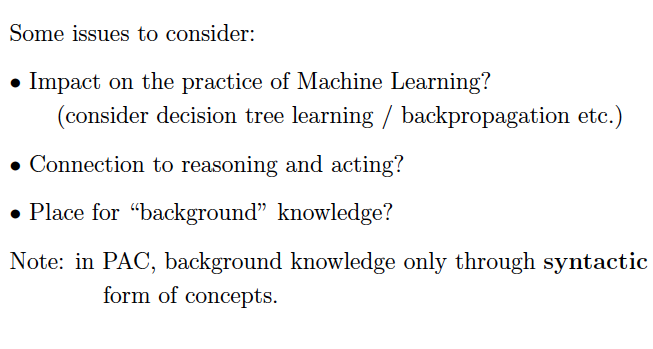 Some issues to consider:
• Impact on the practice of Machine Learning?
(consider decision tree learning / backpropagation etc.)
• Connection to reasoning and acting?
• Place for “background” knowledge?
Note: in PAC, background knowledge only through syntactic
form of concepts.